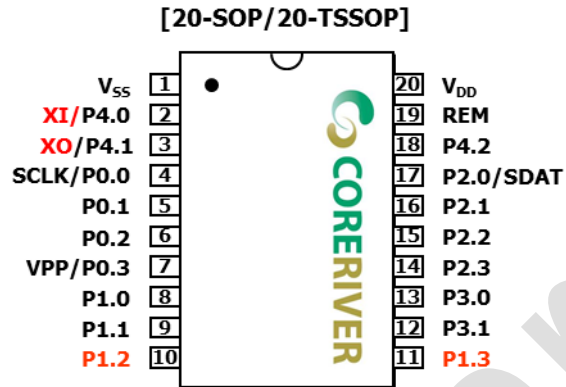 [20-SOP/20-TSSOP]
VSS 1 20 VDD
XI/P4.0 2 19 REM
XO/P4.1 3 18 P4.2
SCLK/P0.0 4 17 P2.0/SDAT
P0.1 5 16 P2.1
P0.2 6 15 P2.2
VPP/P0.3 7 14 P2.3
P1.0 8 13 P3.0
P1.1 9 12 P3.1
P1.2 10 11 P1.3
CORERIVER